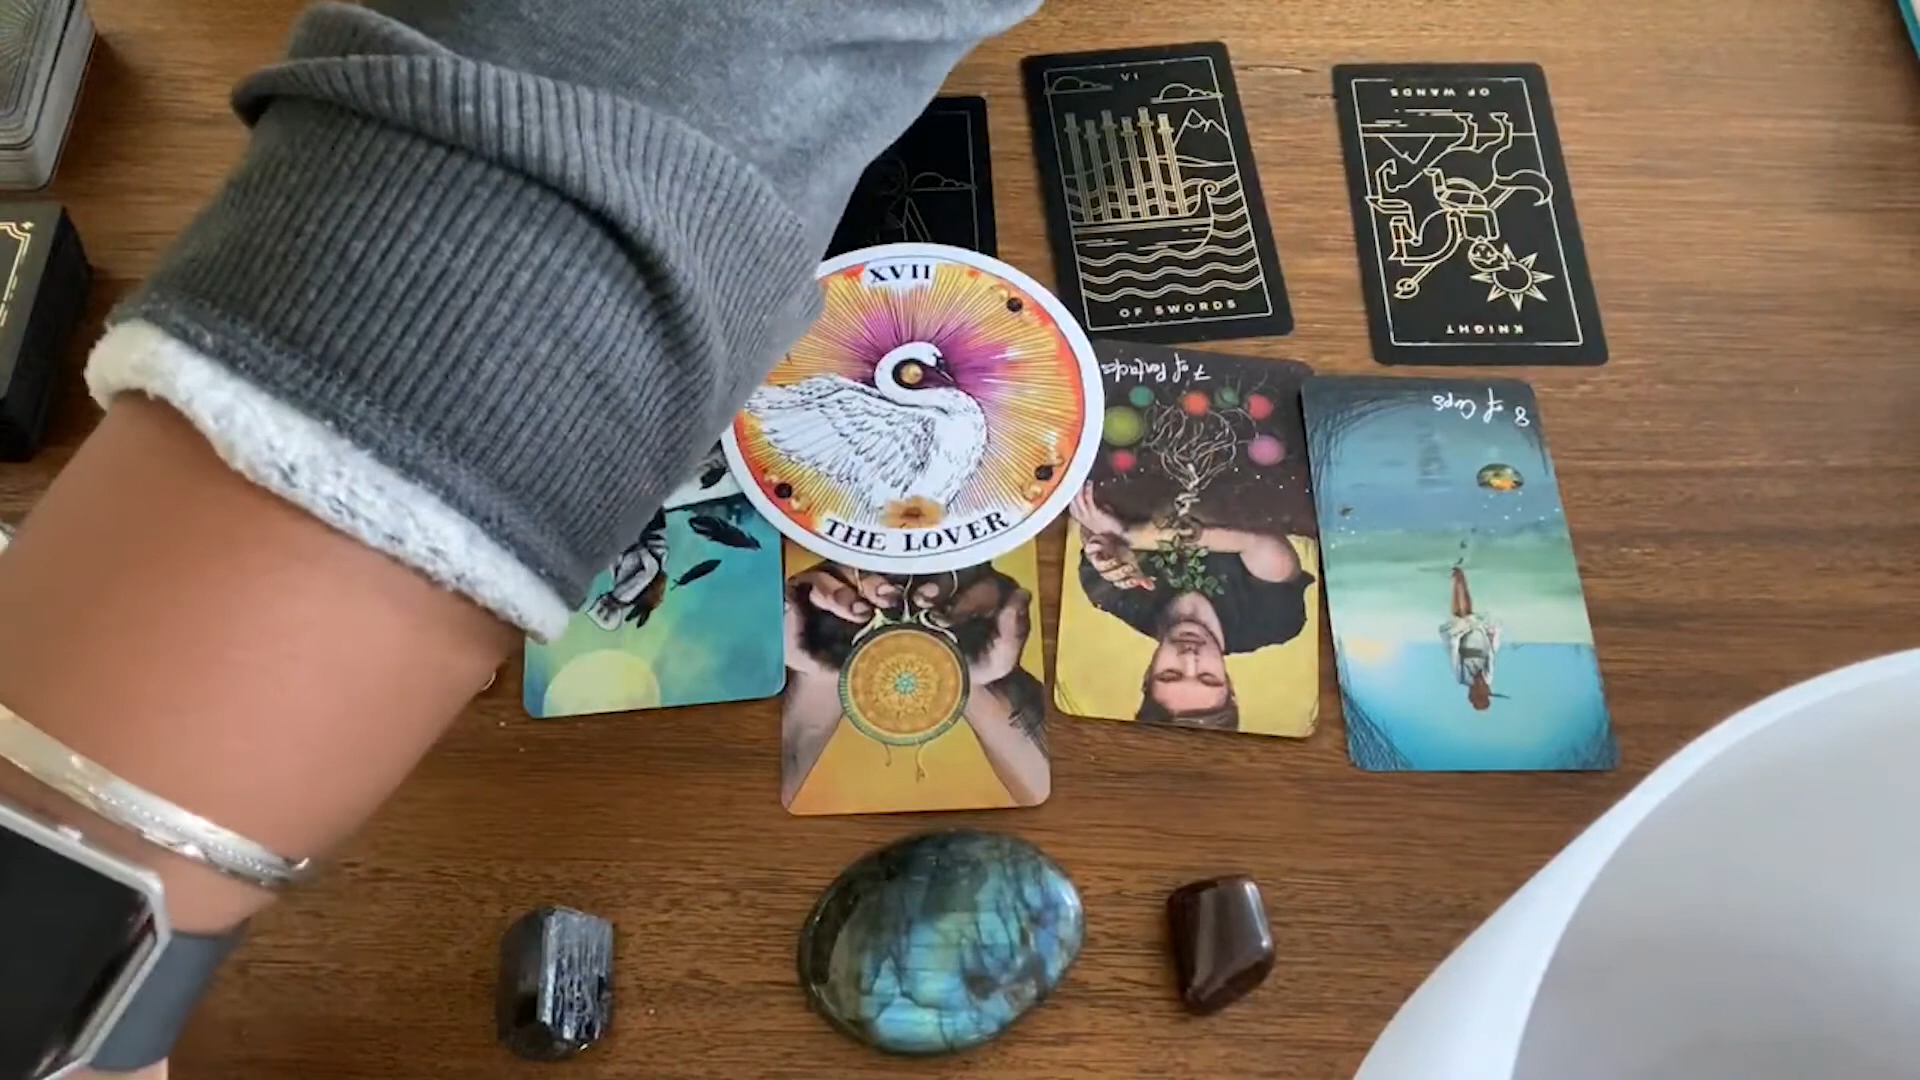 VI
OF SWORDS
OF WANDS
KNIGHT
XVII
THE LOVER
7 of Pentacles
8 of Cups